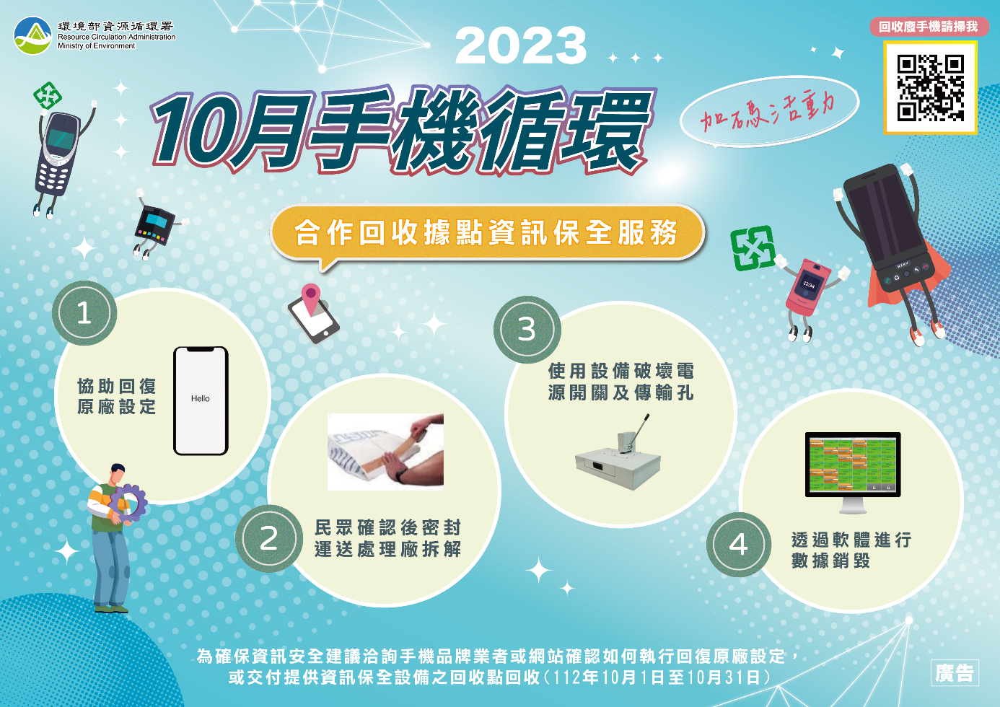 環境部資源循環署
Resource Circulation Administration
Ministry of Environment
回收廢手機請掃我
2023
10月手機循環
加碼活動
合作回收據點資訊保全服務
1
協助回復
原廠設定
Hello
2
民眾確認後密封
運送處理廠拆解
3
使用設備破壞電
源開關及傳輸孔
4
透過軟體進行
數據銷毀
12:34
MENU
為確保資訊安全建議洽詢手機品牌業者或網站確認如何執行回復原廠設定，
或交付提供資訊保全設備之回收點回收(112年10月1日至10月31日)
廣告